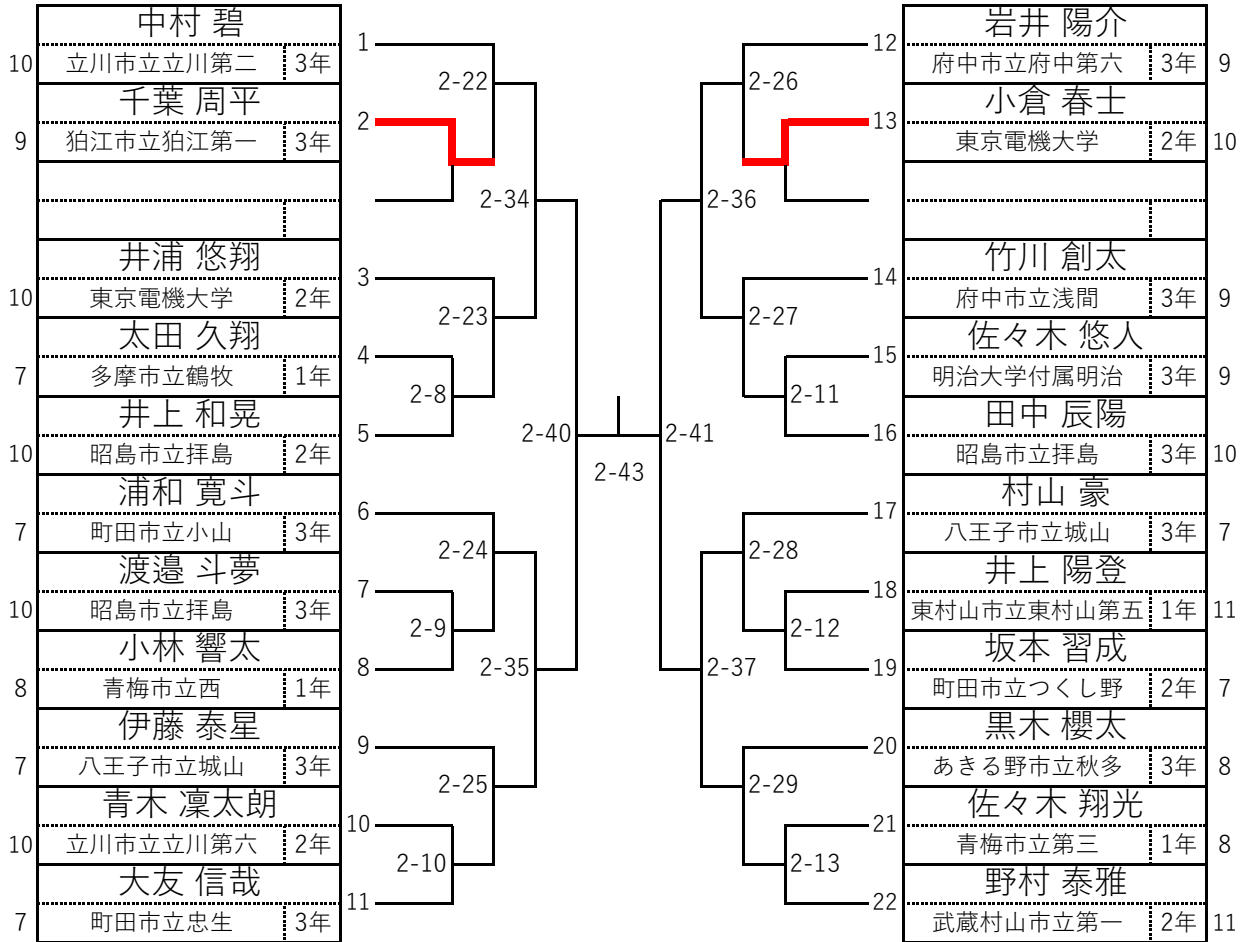 中村 碧
10 立川市立立川第二 3年
1
千葉 周平
9 狛江市立狛江第一 3年
2
井浦 悠翔
10 東京電機大学 2年
3
太田 久翔
7 多摩市立鶴牧 1年
4
井上 和晃
10 昭島市立拝島 2年
5
浦和 寛斗
7 町田市立小山 3年
6
渡邉 斗夢
10 昭島市立拝島 3年
7
小林 響太
8 青梅市立西 1年
8
伊藤 泰星
7 八王子市立城山 3年
9
青木 凜太朗
10 立川市立立川第六 2年
10
大友 信哉
7 町田市立忠生 3年
11
2-22
2-34
2-23
2-8
2-40
2-24
2-9
2-35
2-25
2-10
2-43
2-26
2-36
2-27
2-11
2-41
2-28
2-12
2-37
2-29
2-13
12
岩井 陽介
府中市立府中第六 3年 9
13
小倉 春士
東京電機大学 2年 10
14
竹川 創太
府中市立浅間 3年 9
15
佐々木 悠人
明治大学付属明治 3年 9
16
田中 辰陽
昭島市立拝島 3年 10
17
村山 豪
八王子市立城山 3年 7
18
井上 陽登
東村山市立東村山第五 1年 11
19
坂本 習成
町田市立つくし野 2年 7
20
黒木 櫻太
あきる野市立秋多 3年 8
21
佐々木 翔光
青梅市立第三 1年 8
22
野村 泰雅
武蔵村山市立第一 2年 11